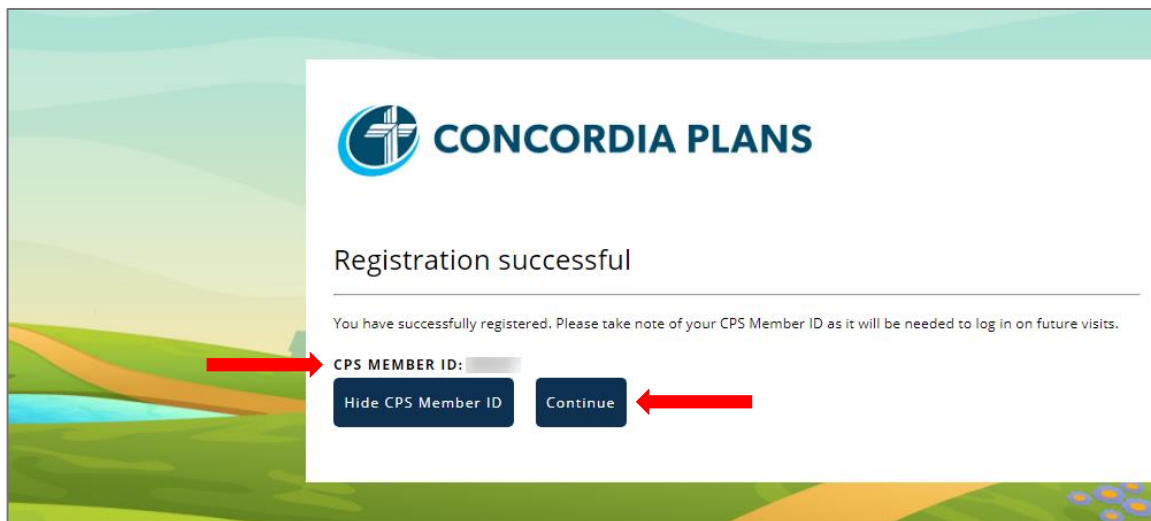 CONCORDIA PLANS
Registration successful
You have successfully registered. Please take note of your CPS Member ID as it will be needed to log in on future visits.
CPS MEMBER ID:
Hide CPS Member ID Continue